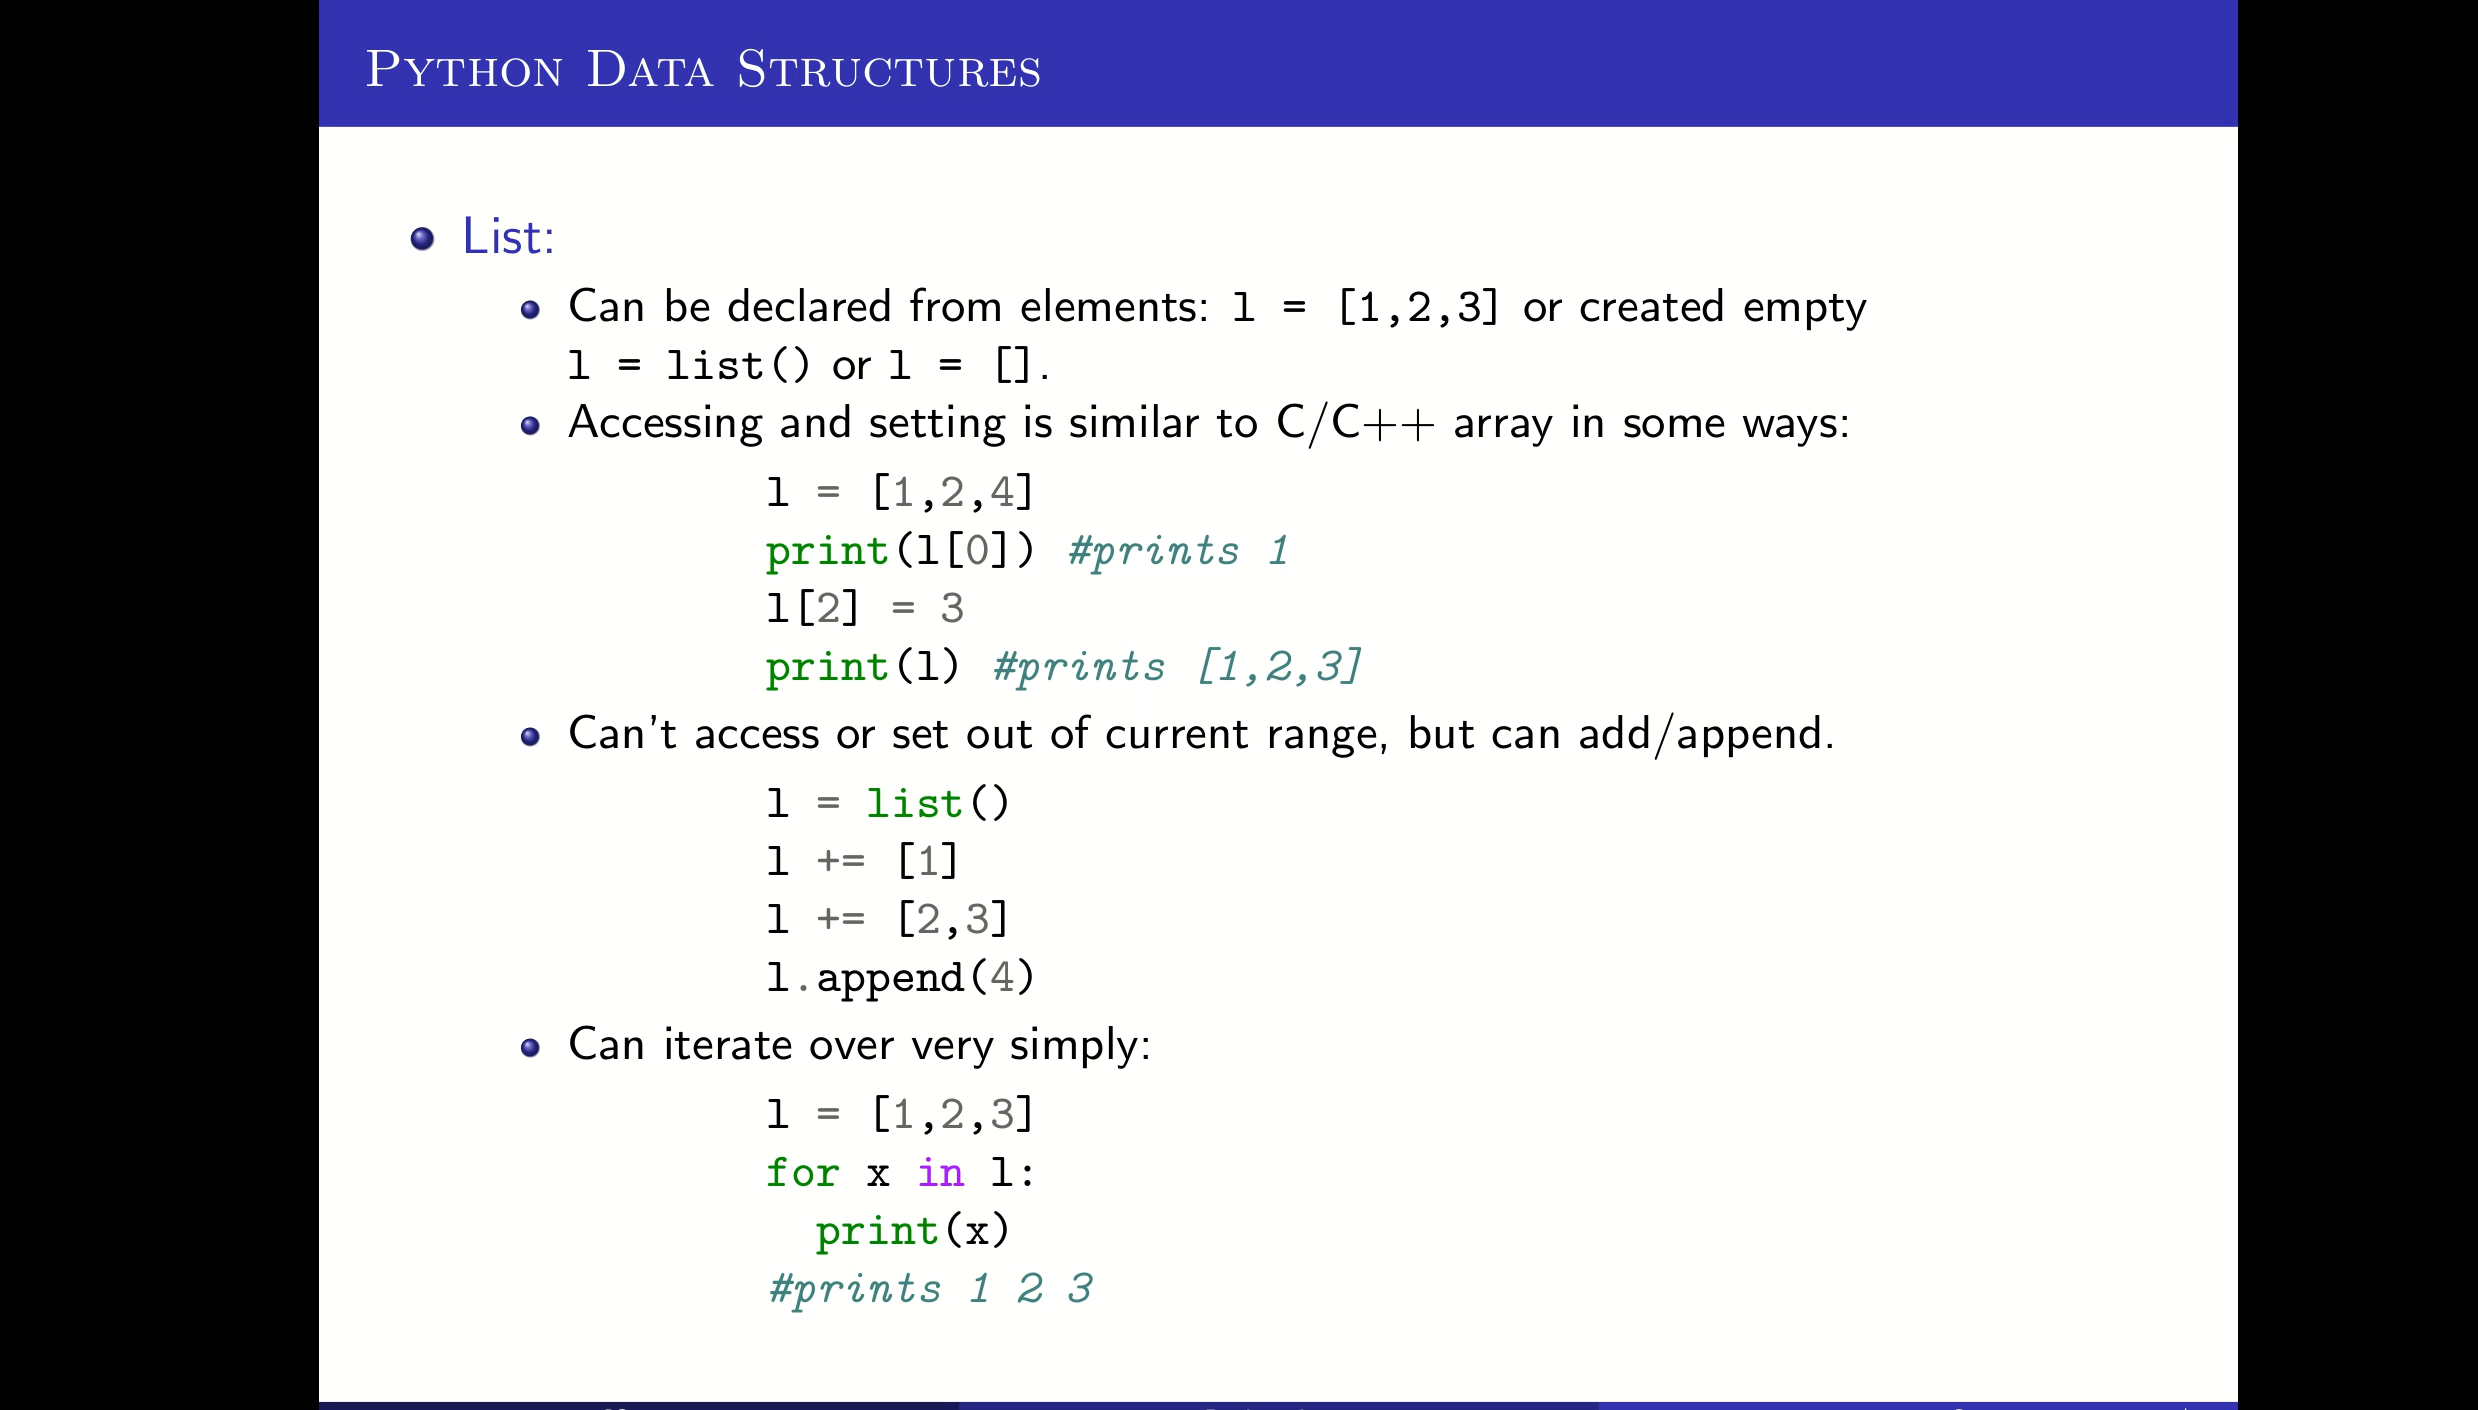 Python Data Structures
List:
Can be declared from elements: l = [1,2,3] or created empty
l = list() or l = [].
Accessing and setting is similar to C/C++ array in some ways:
l = [1,2,4]
print(l[0]) #prints 1
l[2] = 3
print(l) #prints [1,2,3]
Can't access or set out of current range, but can add/append.
l = list()
l += [1]
l += [2,3]
l.append(4)
Can iterate over very simply:
l = [1,2,3]
for x in l:
  print(x)
#prints 1 2 3